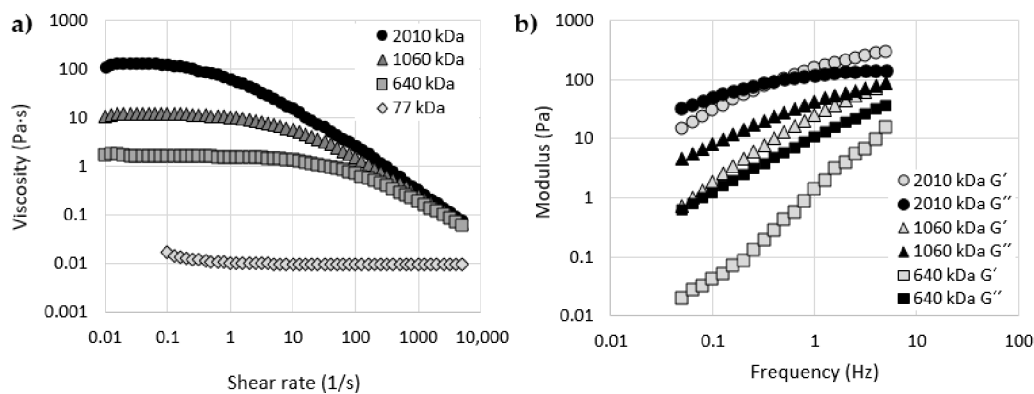 a)
Viscosity (Pa·s)
1000
100
10
1
0.1
0.01
0.001
0.01 0.1 1 10 100 1000 10,000
Shear rate (1/s)
2010 kDa
1060 kDa
640 kDa
77 kDa
b)
Modulus (Pa)
1000
100
10
1
0.1
0.01
0.01 0.1 1 10 100
Frequency (Hz)
2010 kDa G′
2010 kDa G′′
1060 kDa G′
1060 kDa G′′
640 kDa G′
640 kDa G′′